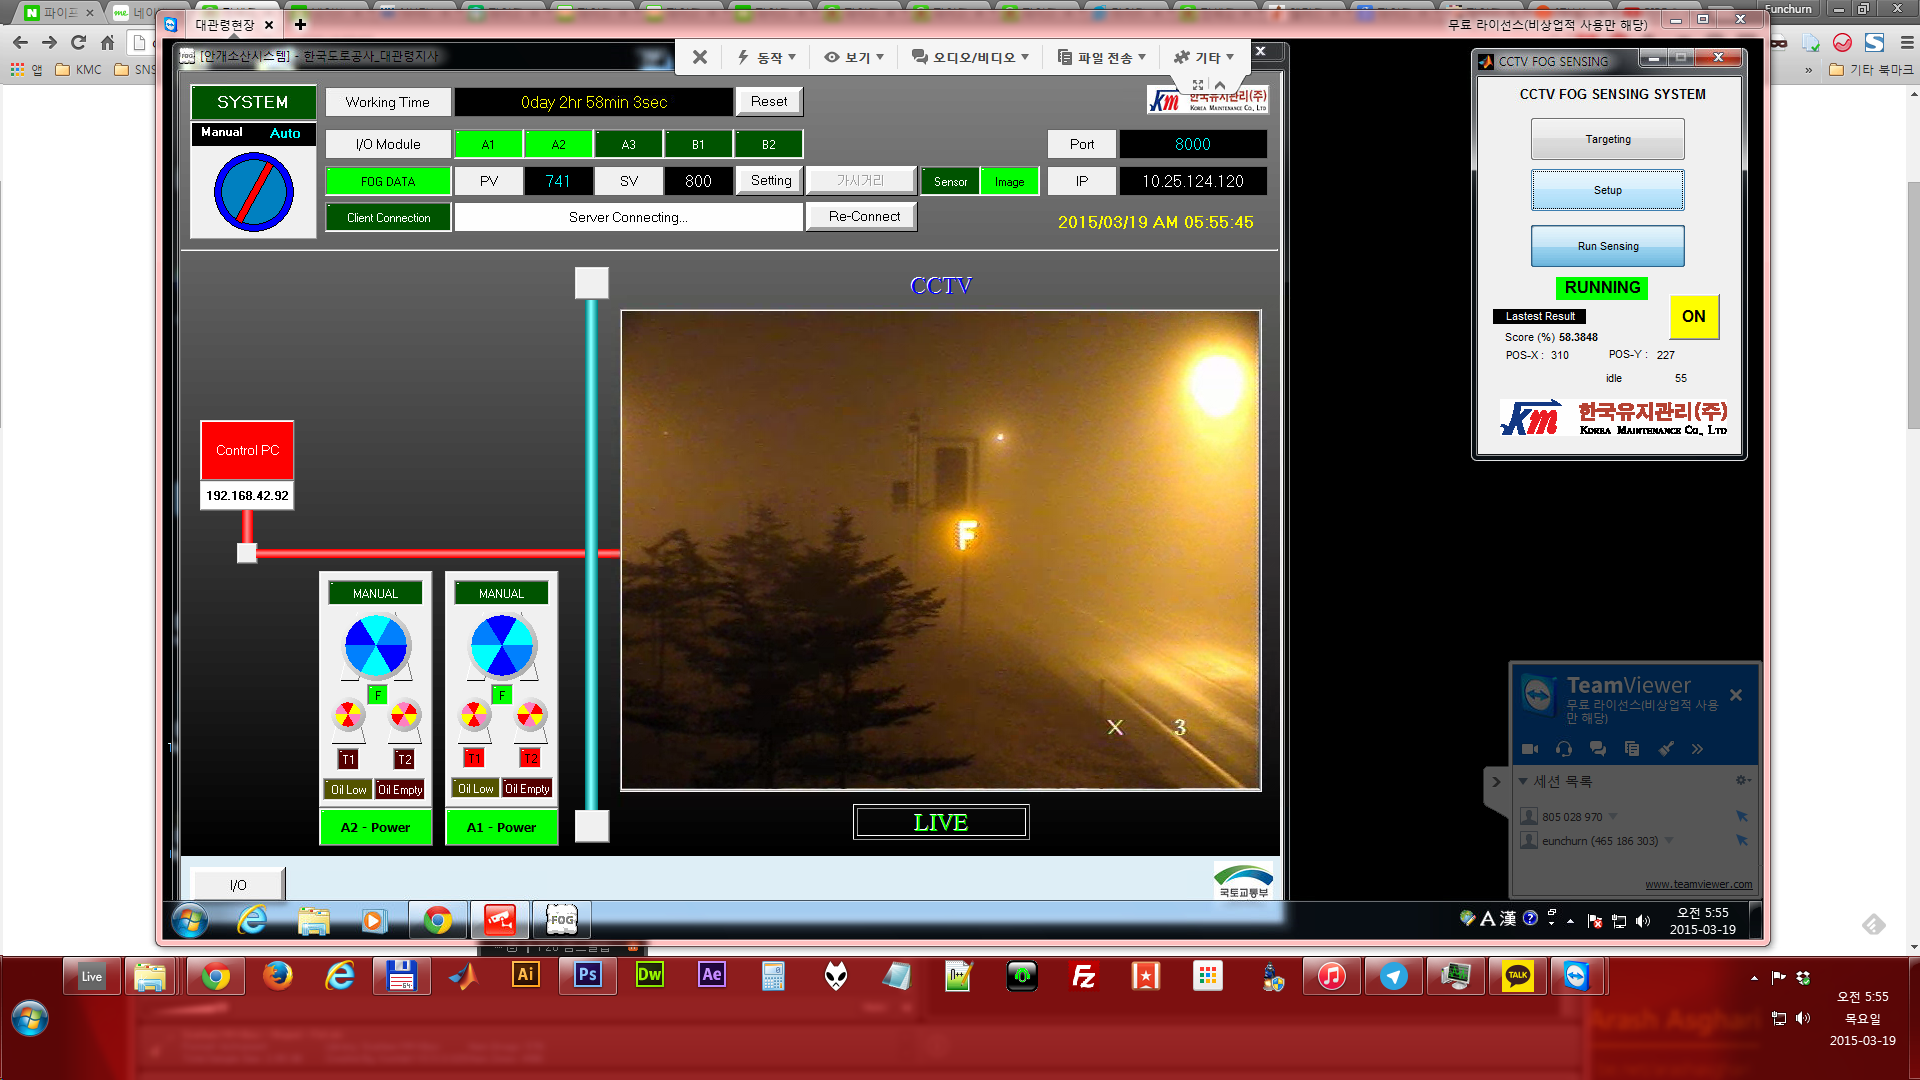 파이프
네이
Eunchurn
앱
KMC
SNS
»
기타 북마크
대관령현장
무료 라이선스(비상업적 사용만 해당)
[안개소산시스템] - 한국도로공사_대관령지사
동작
보기
오디오/비디오
파일 전송
기타
SYSTEM
Manual Auto
Working Time
0day 2hr 58min 3sec
Reset
한국유지관리(주)
KOREA MAINTENANCE CO., LTD
I/O Module
A1
A2
A3
B1
B2
Port
8000
FOG DATA
PV
741
SV
800
Setting
가시거리
Sensor
Image
IP
10.25.124.120
Client Connection
Server Connecting...
Re-Connect
2015/03/19 AM 05:55:45
CCTV
Control PC
192.168.42.92
MANUAL
MANUAL
F
F
T1
T2
T1
T2
Oil Low
Oil Empty
Oil Low
Oil Empty
A2 - Power
A1 - Power
F
X 3
LIVE
I/O
국토교통부
CCTV FOG SENSING
CCTV FOG SENSING SYSTEM
Targeting
Setup
Run Sensing
RUNNING
Lastest Result
ON
Score (%) 58.3848
POS-X : 310
POS-Y : 227
idle 55
km 한국유지관리(주)
KOREA MAINTENANCE CO., LTD
TeamViewer
무료 라이선스(비상업적 사용
만 해당)
세션 목록
805 028 970
eunchurn (465 186 303)
www.teamviewer.com
FOG
A 漢
오전 5:55
2015-03-19
Live
Ai
Ps
Dw
Ae
TALK
오전 5:55
목요일
2015-03-19